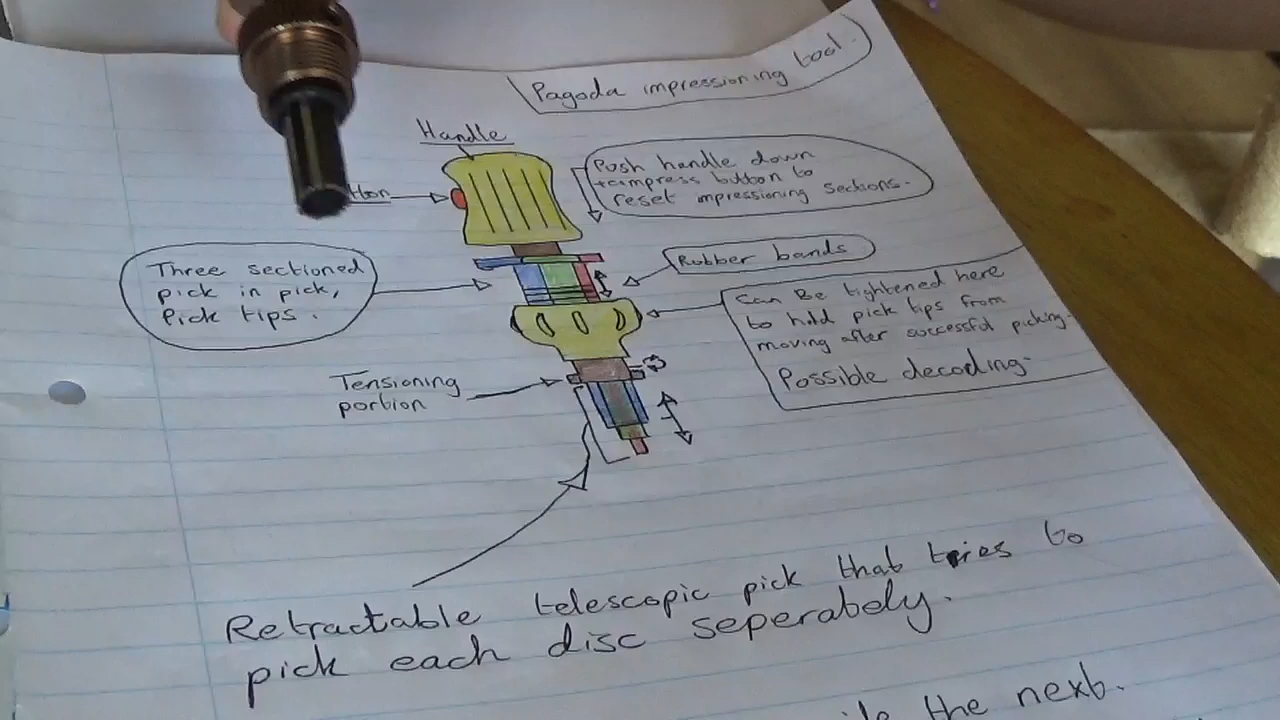 Pagoda impressioning tool.
Handle
Push handle down
+ compress button to
reset impressioning sections.
Three sectioned
pick in pick,
Pick tips.
Rubber bands
Can Be tightened here
to hold pick tips from
moving after successful picking.
Possible decoding.
Tensioning
portion
Retractable telescopic pick that tries to
pick each disc seperately.
the next.